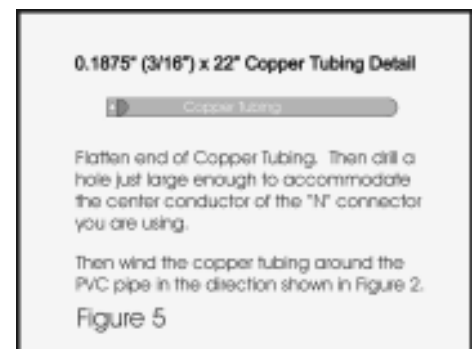 0.1875" (3/16") x 22" Copper Tubing Detail
Copper Tubing
Flatten end of Copper Tubing. Then drill a
hole just large enough to accommodate
the center conductor of the "N" connector
you are using.
Then wind the copper tubing around the
PVC pipe in the direction shown in Figure 2.
Figure 5